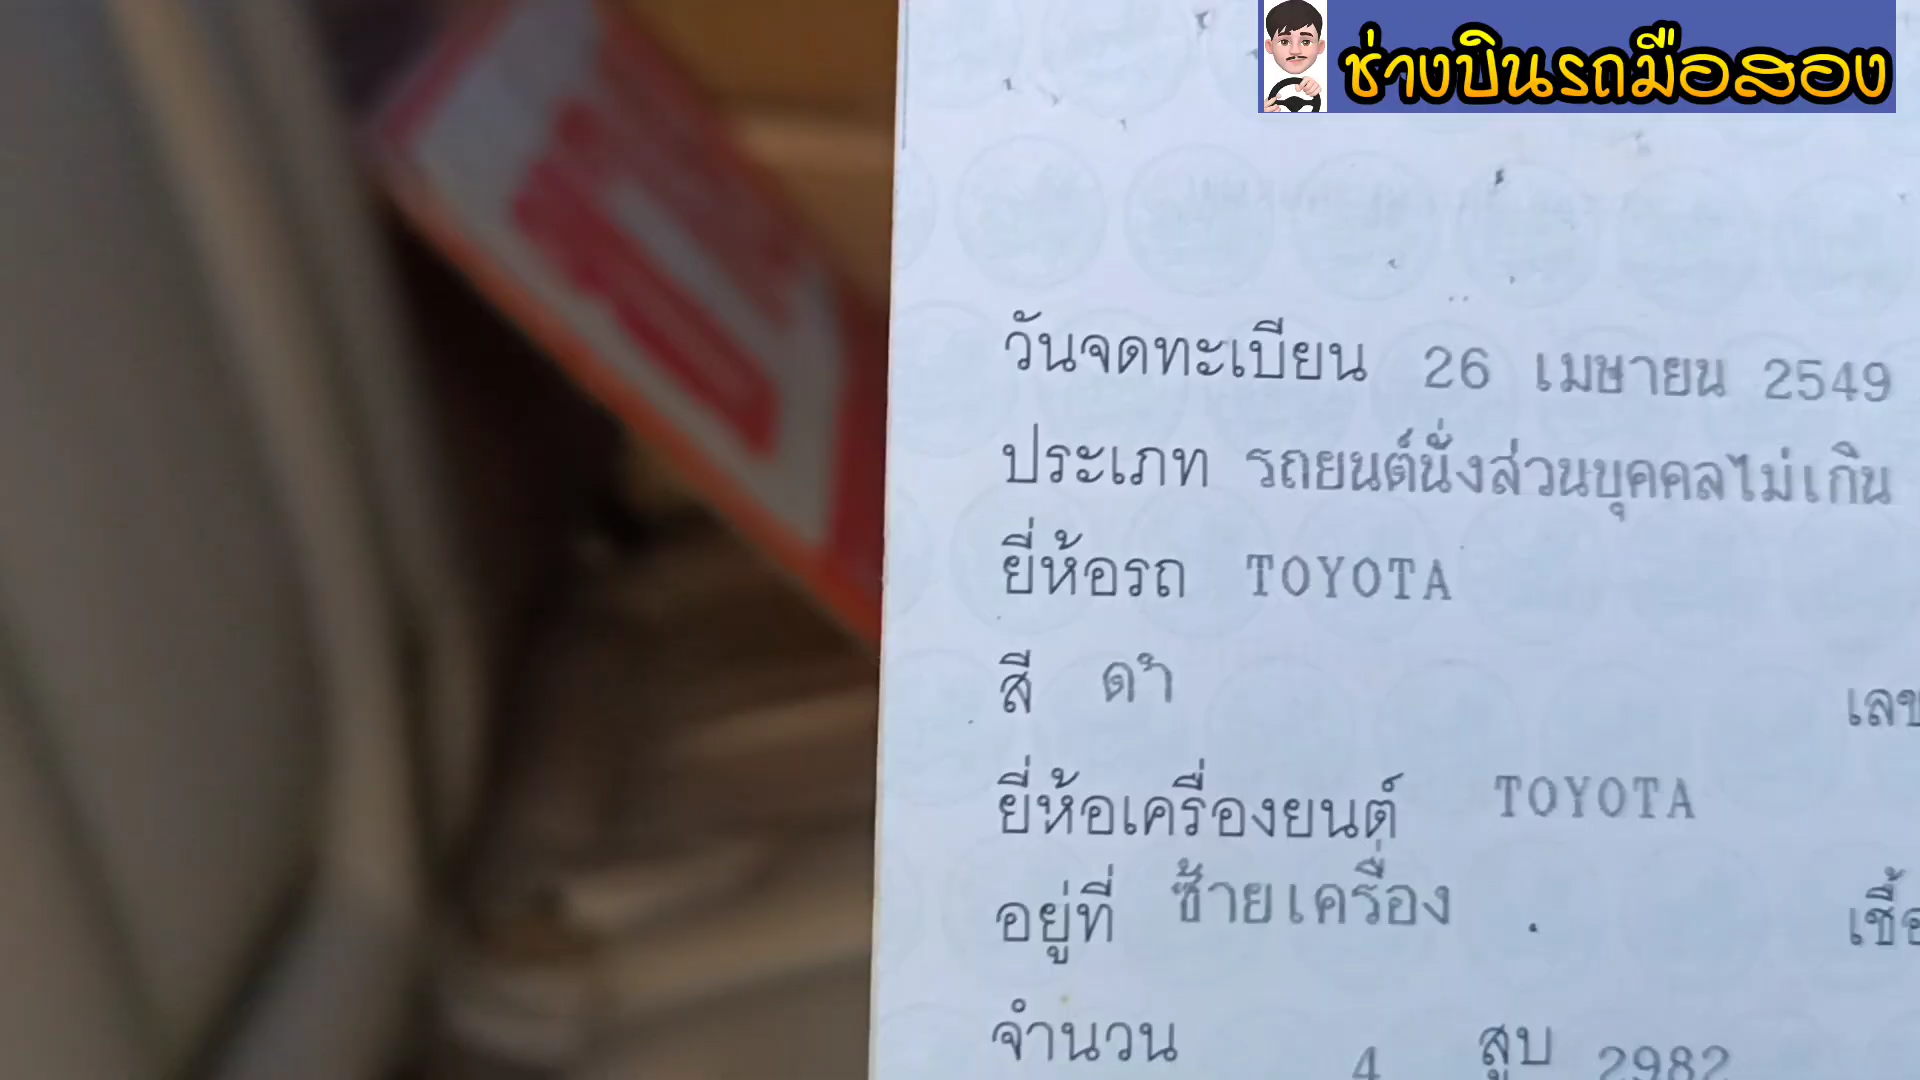 ช่างปินรถมือสอง
วันจดทะเบียน 26 เมษายน 2549
ประเภท รถยนต์นั่งส่วนบุคคลไม่เกิน
ยี่ห้อรถ TOYOTA
สี ดำ
ยี่ห้อเครื่องยนต์ TOYOTA
อยู่ที่ ซ้ายเครื่อง
จำนวน 4 สูบ 2982